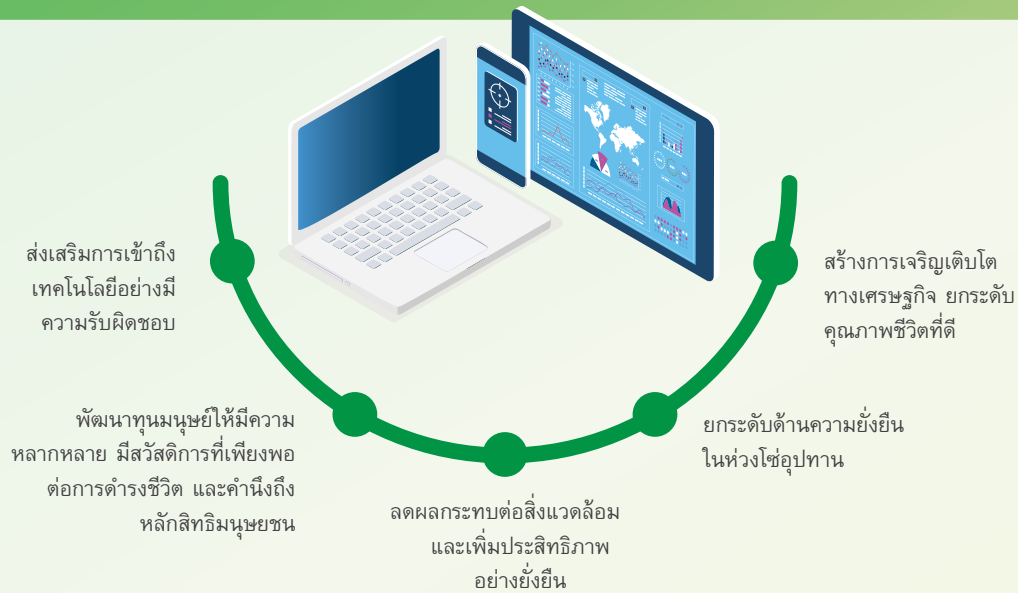 ส่งเสริมการเข้าถึง
เทคโนโลยีอย่างมี
ความรับผิดชอบ
พัฒนาทุนมนุษย์ให้มีความ
หลากหลาย มีสวัสดิการที่เพียงพอ
ต่อการดำรงชีวิต และคำนึงถึง
หลักสิทธิมนุษยชน
ลดผลกระทบต่อสิ่งแวดล้อม
และเพิ่มประสิทธิภาพ
อย่างยั่งยืน
ยกระดับด้านความยั่งยืน
ในห่วงโซ่อุปทาน
สร้างการเจริญเติบโต
ทางเศรษฐกิจ ยกระดับ
คุณภาพชีวิตที่ดี